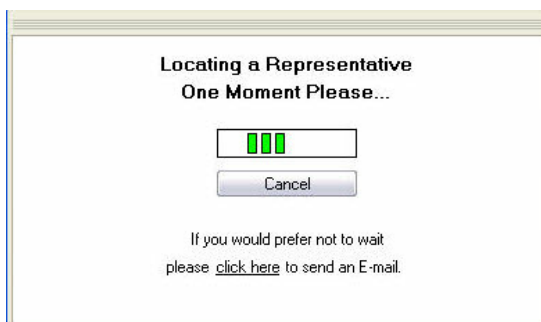 Locating a Representative
One Moment Please...
Cancel
If you would prefer not to wait
please click here to send an E-mail.